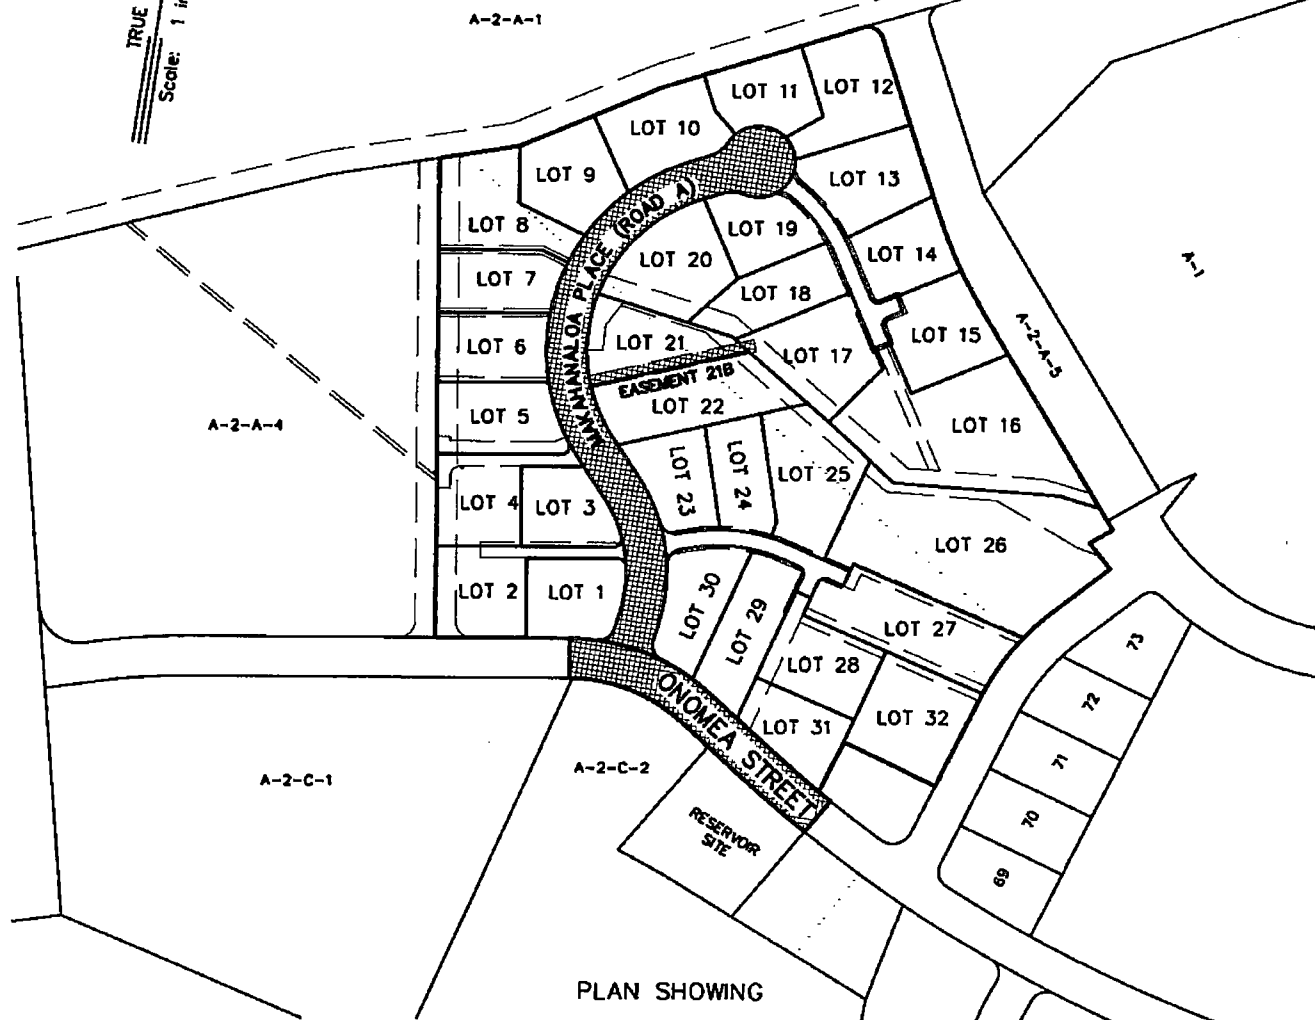 TRUE
Scale: 1 in
A-2-A-1
LOT 11
LOT 12
LOT 10
LOT 9
LOT 13
LOT 8
LOT 19
LOT 14
LOT 20
LOT 7
LOT 18
A-1
MAKAHANALOA PLACE (ROAD A)
LOT 6
LOT 21
LOT 17
LOT 15
A-2-A-5
EASEMENT 21B
LOT 5
LOT 22
A-2-A-4
LOT 16
LOT 23
LOT 24
LOT 25
LOT 4
LOT 3
LOT 26
LOT 2
LOT 1
LOT 30
LOT 29
LOT 27
73
LOT 28
72
ONOMEA STREET
LOT 31
LOT 32
71
A-2-C-1
A-2-C-2
70
RESERVOIR
SITE
69
PLAN SHOWING